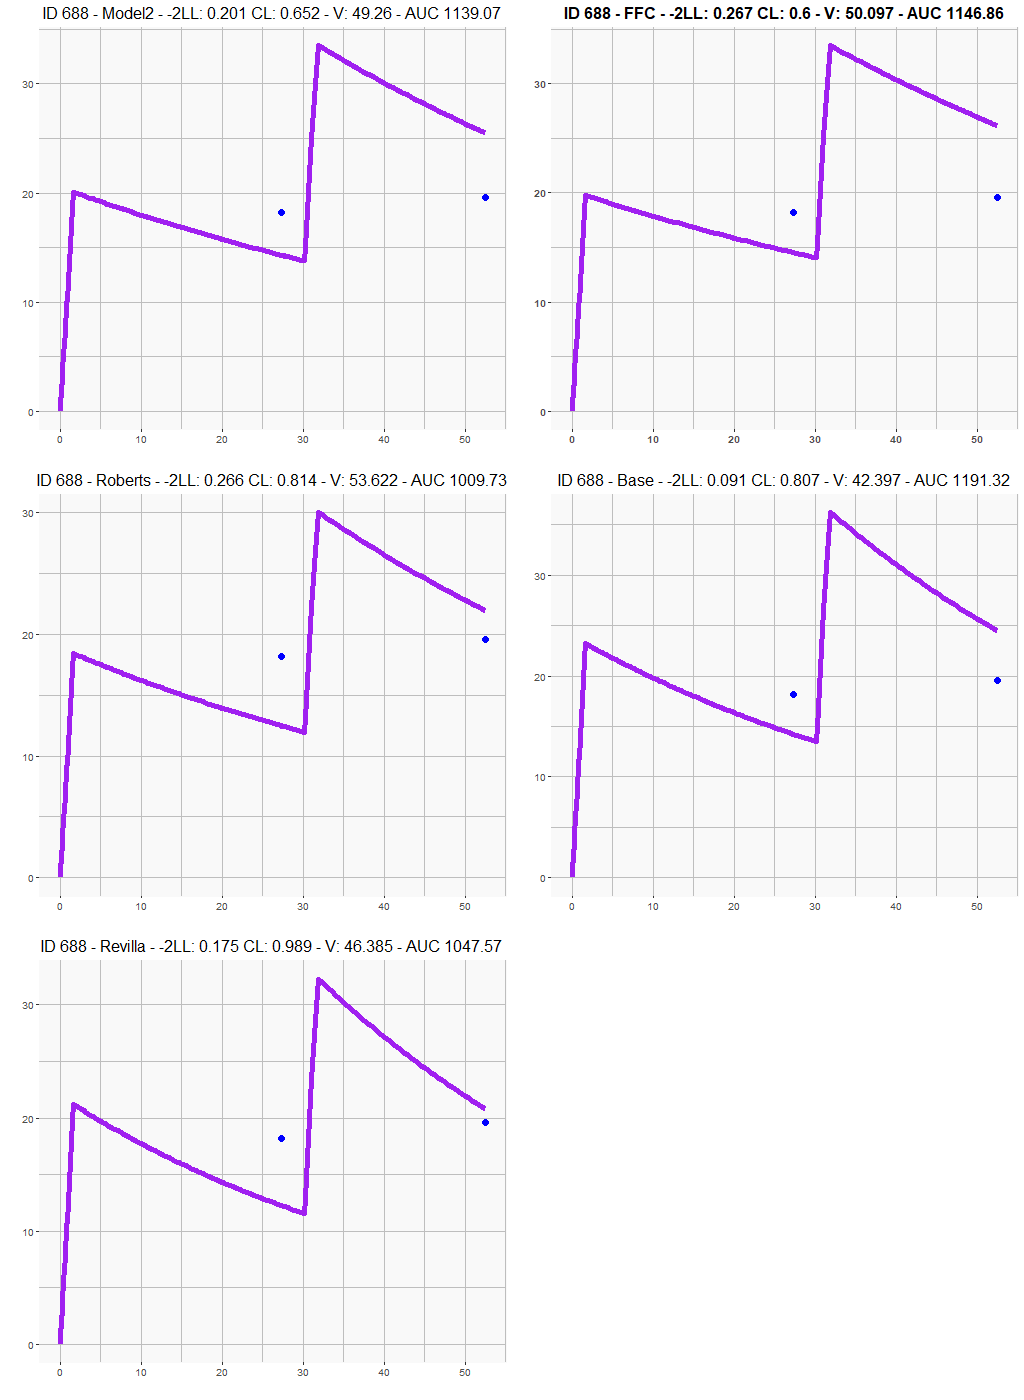 ID 688 - Model2 - -2LL: 0.201 CL: 0.652 - V: 49.26 - AUC 1139.07
30
20
10
0
0 10 20 30 40 50
ID 688 - FFC - -2LL: 0.267 CL: 0.6 - V: 50.097 - AUC 1146.86
30
20
10
0
0 10 20 30 40 50
ID 688 - Roberts - -2LL: 0.266 CL: 0.814 - V: 53.622 - AUC 1009.73
30
20
10
0
0 10 20 30 40 50
ID 688 - Base - -2LL: 0.091 CL: 0.807 - V: 42.397 - AUC 1191.32
30
20
10
0
0 10 20 30 40 50
ID 688 - Revilla - -2LL: 0.175 CL: 0.989 - V: 46.385 - AUC 1047.57
30
20
10
0
0 10 20 30 40 50